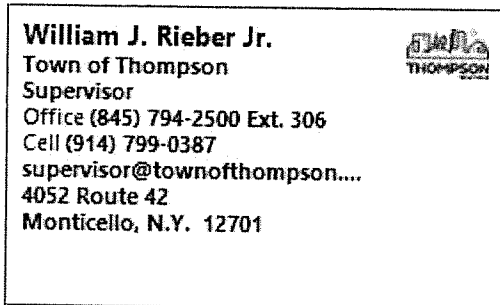 William J. Rieber Jr.
Town of Thompson
Supervisor
Office (845) 794-2500 Ext. 306
Cell (914) 799-0387
supervisor@townofthompson....
4052 Route 42
Monticello, N.Y.  12701
THOMPSON